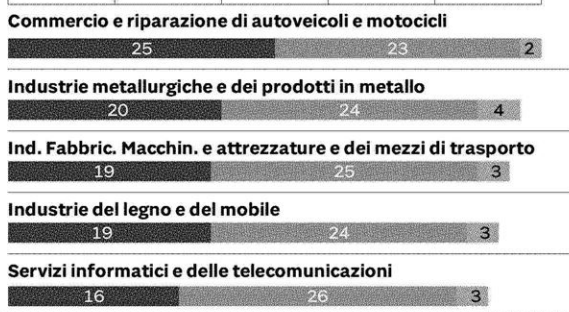 Commercio e riparazione di autoveicoli e motocicli
25 23 2
Industrie metallurgiche e dei prodotti in metallo
20 24 4
Ind. Fabbric. Macchin. e attrezzature e dei mezzi di trasporto
19 25 3
Industrie del legno e del mobile
19 24 3
Servizi informatici e delle telecomunicazioni
16 26 3